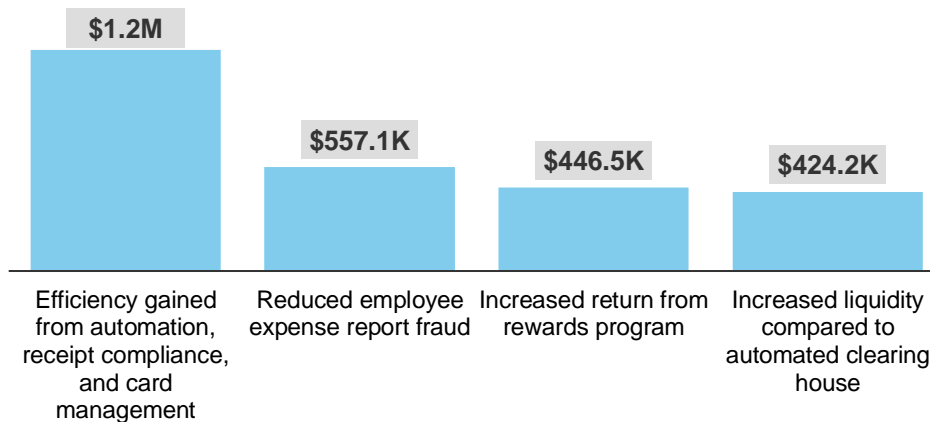 $1.2M
$557.1K
$446.5K
$424.2K
Efficiency gained
from automation,
receipt compliance,
and card
management
Reduced employee
expense report fraud
Increased return from
rewards program
Increased liquidity
compared to
automated clearing
house